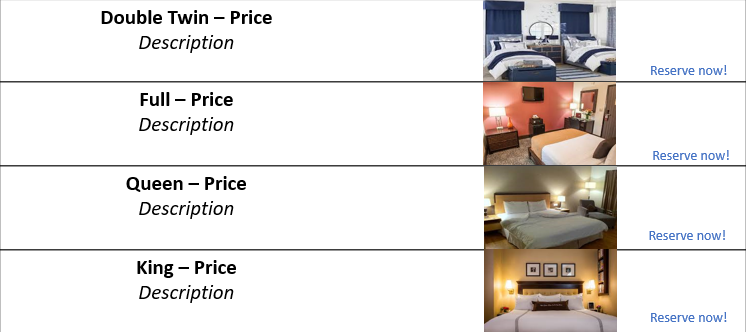 Double Twin – Price
Description
Reserve now!
Full – Price
Description
Reserve now!
Queen – Price
Description
Reserve now!
King – Price
Description
Reserve now!